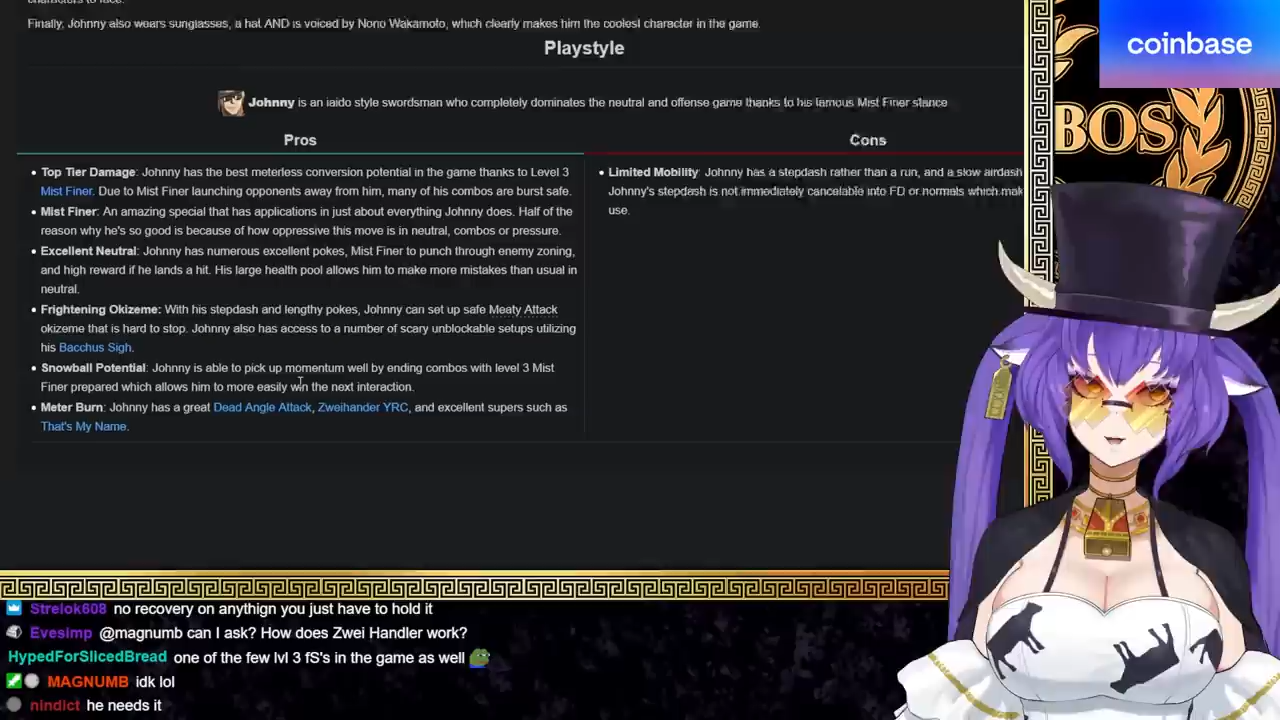 characters to face.
Finally, Johnny also wears sunglasses, a hat AND is voiced by Nono Wakamoto, which clearly makes him the coolest character in the game.
Playstyle
Johnny is an iaido style swordsman who completely dominates the neutral and offense game thanks to his famous Mist Finer stance
Pros
• Top Tier Damage: Johnny has the best meterless conversion potential in the game thanks to Level 3
Mist Finer. Due to Mist Finer launching opponents away from him, many of his combos are burst safe.
• Mist Finer: An amazing special that has applications in just about everything Johnny does. Half of the
reason why he's so good is because of how oppressive this move is in neutral, combos or pressure.
• Excellent Neutral: Johnny has numerous excellent pokes, Mist Finer to punch through enemy zoning,
and high reward if he lands a hit. His large health pool allows him to make more mistakes than usual in
neutral.
• Frightening Okizeme: With his stepdash and lengthy pokes, Johnny can set up safe Meaty Attack
okizeme that is hard to stop. Johnny also has access to a number of scary unblockable setups utilizing
his Bacchus Sigh.
• Snowball Potential: Johnny is able to pick up momentum well by ending combos with level 3 Mist
Finer prepared which allows him to more easily win the next interaction.
• Meter Burn: Johnny has a great Dead Angle Attack, Zweihander YRC, and excellent supers such as
That's My Name.
Cons
• Limited Mobility: Johnny has a stepdash rather than a run, and a slow airdash
Johnny's stepdash is not immediately cancelable into FD or normals which mak
use.
coinbase
BOS
Strelok608 no recovery on anythign you just have to hold it
Evesimp @magnumb can I ask? How does Zwei Handler work?
HypedForSlicedBread one of the few lvl 3 fS's in the game as well
MAGNUMB idk lol
nindict he needs it